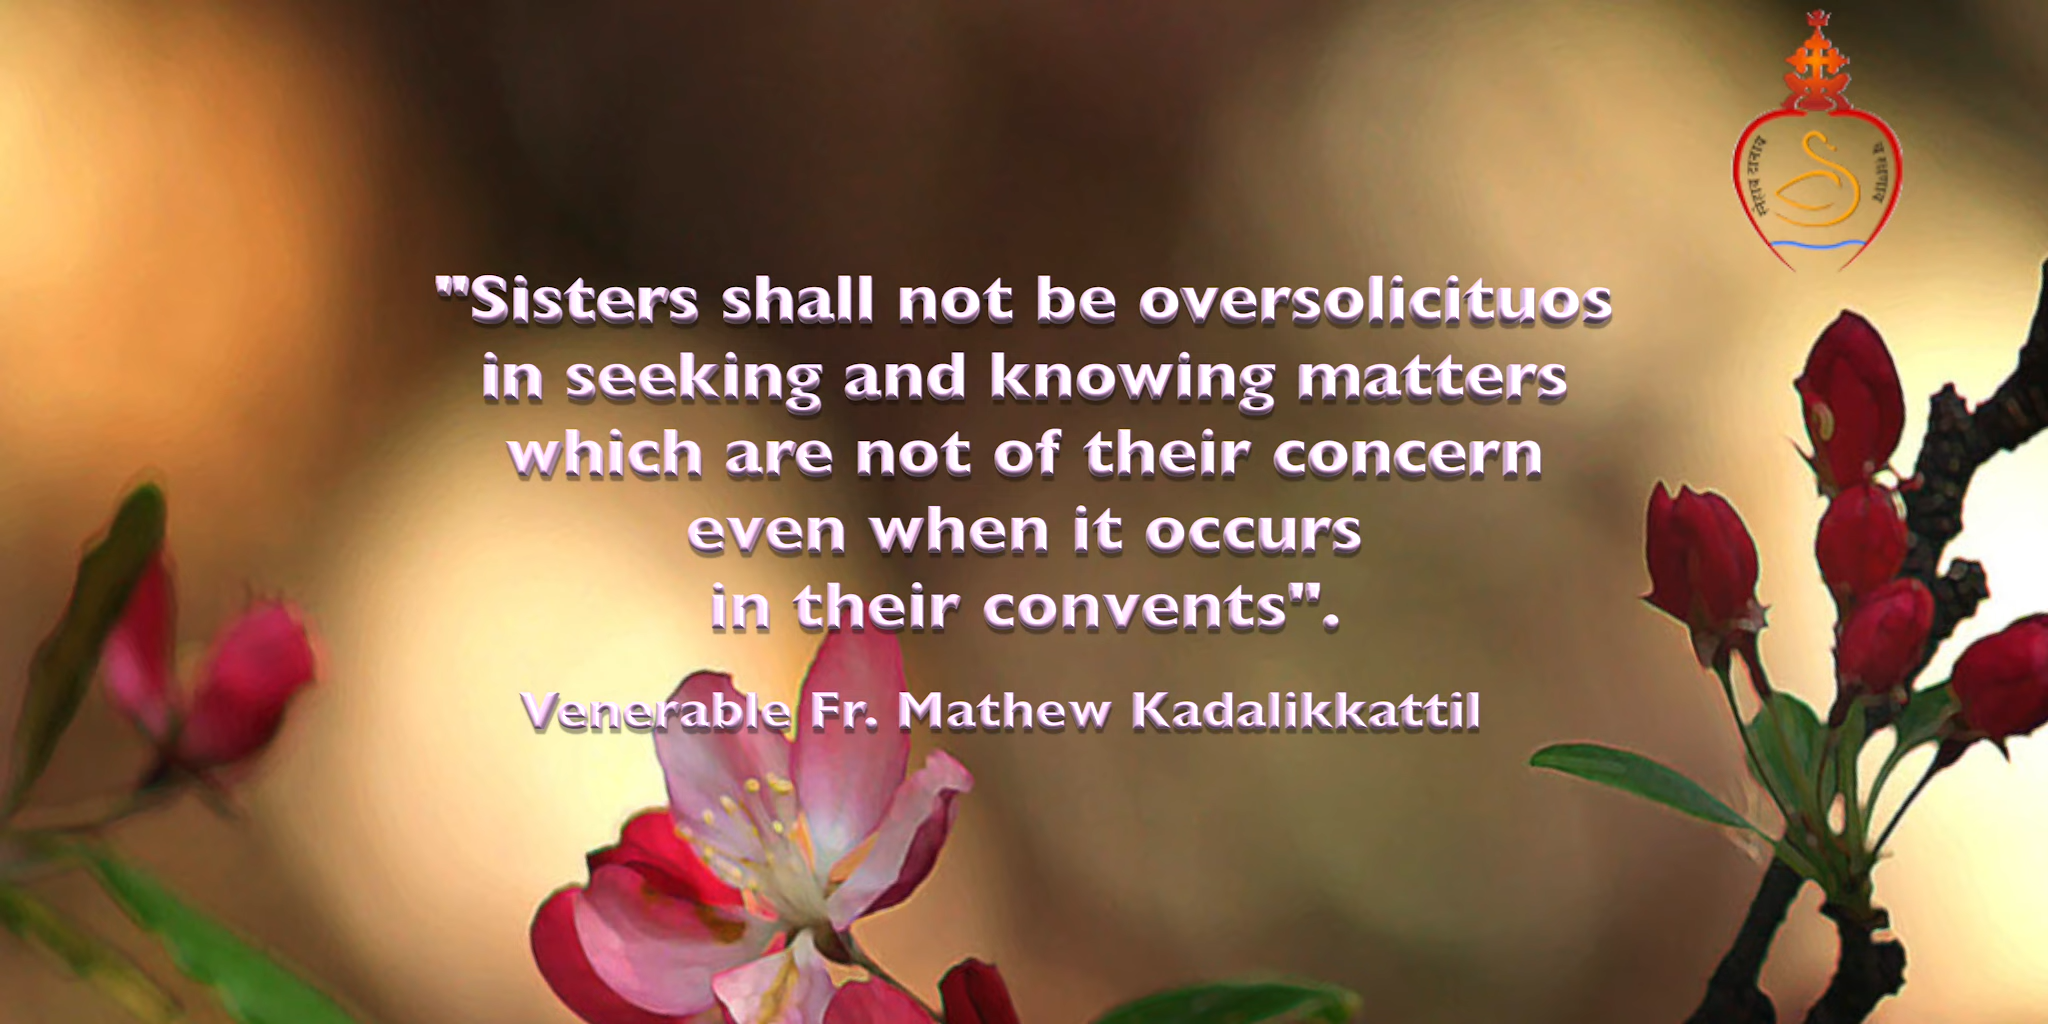 "Sisters shall not be oversolicituos
in seeking and knowing matters
which are not of their concern
even when it occurs
in their convents".
Venerable Fr. Mathew Kadalikkattil